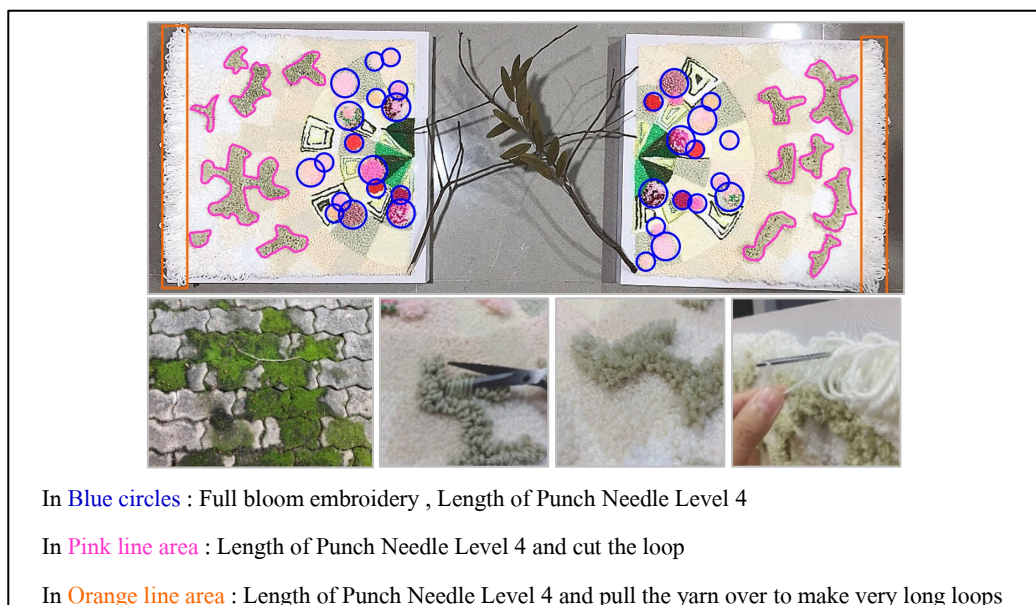 In Blue circles : Full bloom embroidery , Length of Punch Needle Level 4
In Pink line area : Length of Punch Needle Level 4 and cut the loop
In Orange line area : Length of Punch Needle Level 4 and pull the yarn over to make very long loops